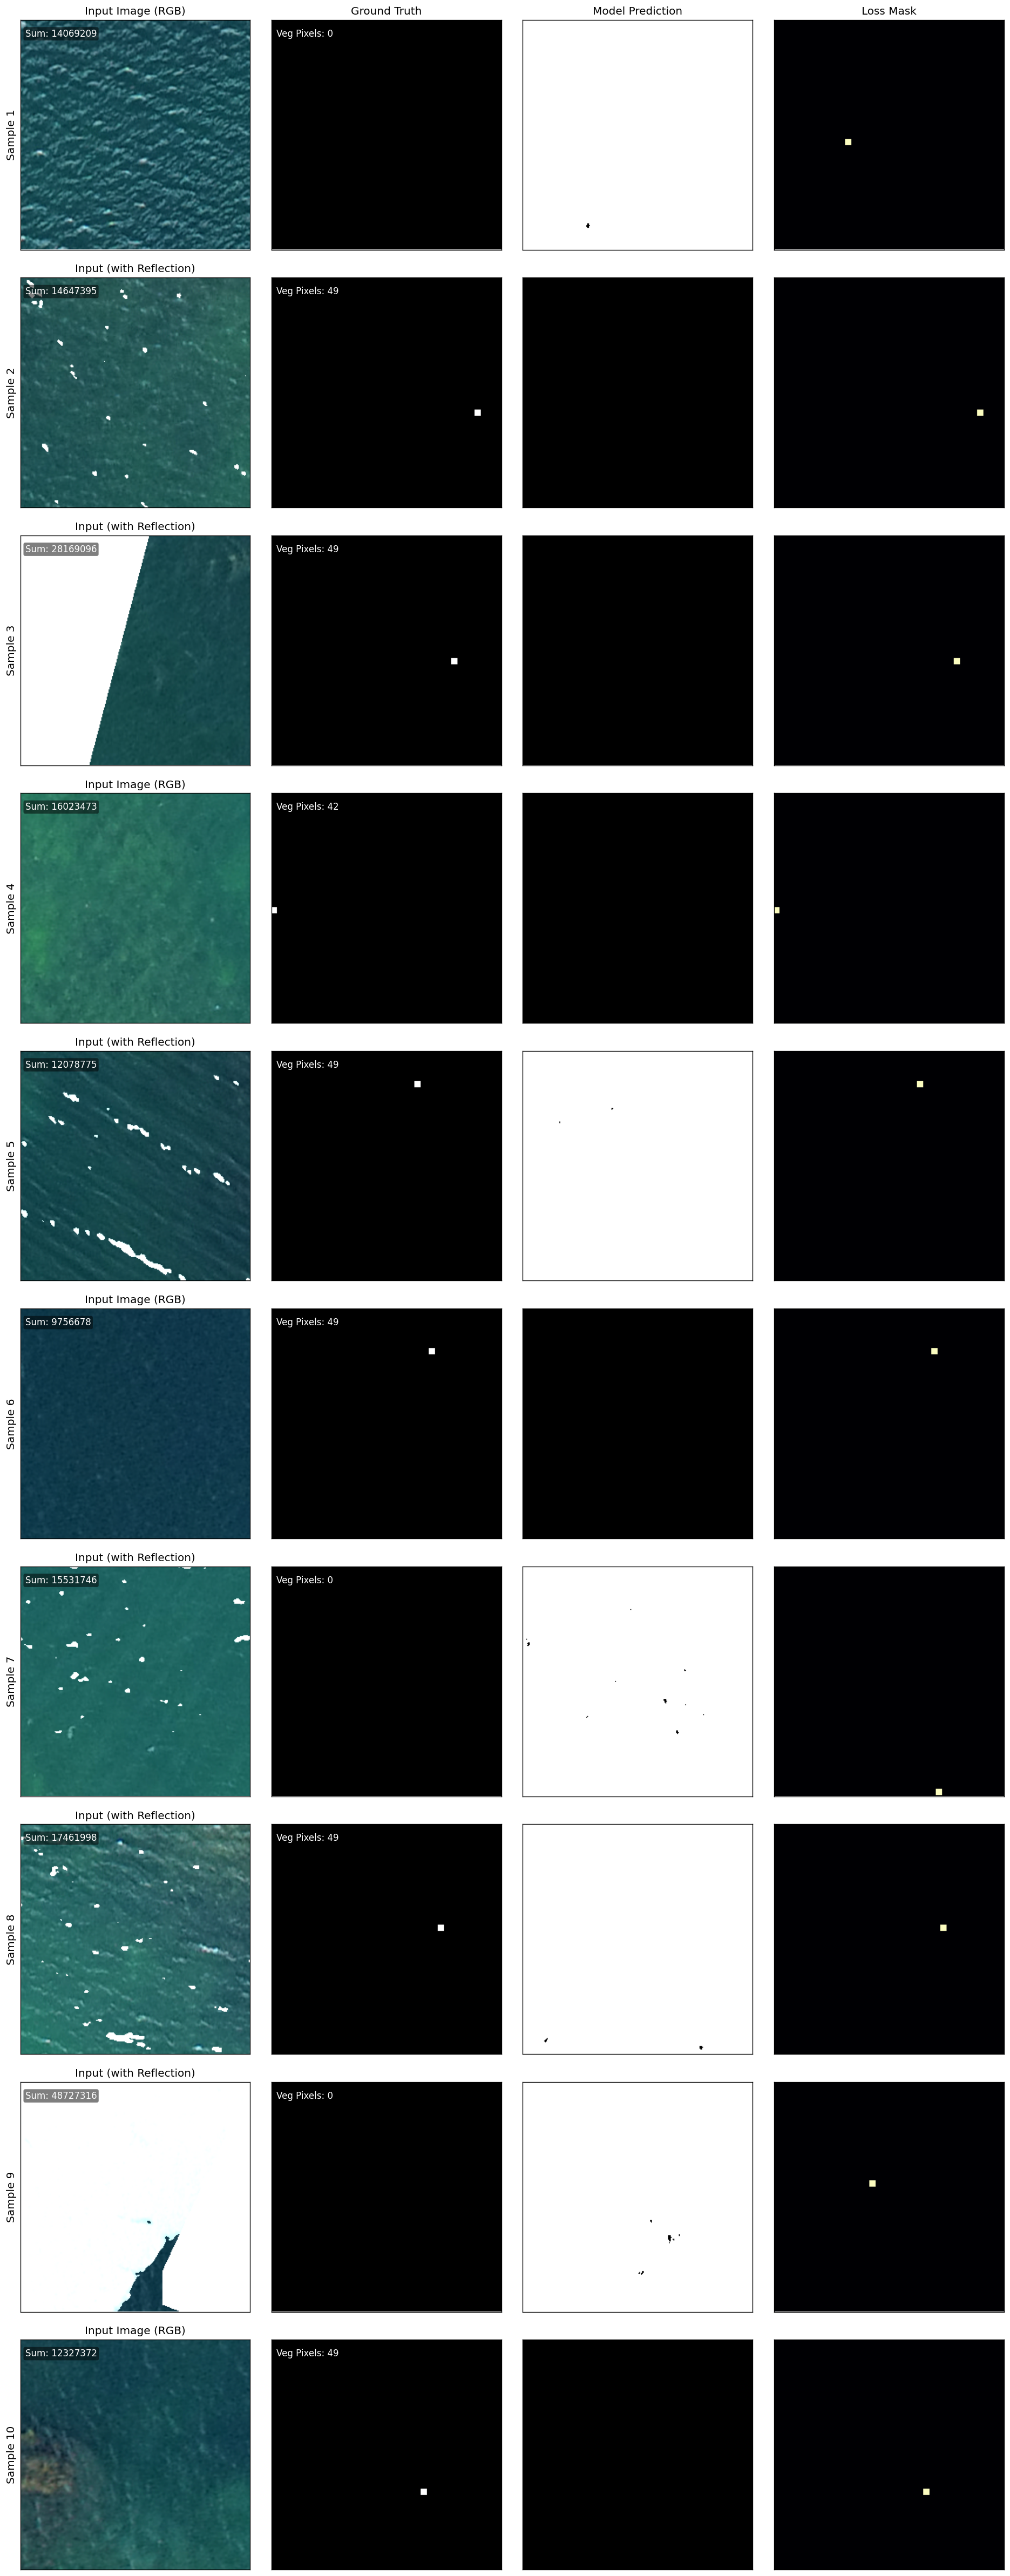 Input Image (RGB) Ground Truth Model Prediction Loss Mask
Sample 1
Sum: 14069209
Veg Pixels: 0
Input (with Reflection)
Sample 2
Sum: 14647395
Veg Pixels: 49
Input (with Reflection)
Sample 3
Sum: 28169096
Veg Pixels: 49
Input Image (RGB)
Sample 4
Sum: 16023473
Veg Pixels: 42
Input (with Reflection)
Sample 5
Sum: 12078775
Veg Pixels: 49
Input Image (RGB)
Sample 6
Sum: 9756678
Veg Pixels: 49
Input (with Reflection)
Sample 7
Sum: 15531746
Veg Pixels: 0
Input (with Reflection)
Sample 8
Sum: 17461998
Veg Pixels: 49
Input (with Reflection)
Sample 9
Sum: 48727316
Veg Pixels: 0
Input Image (RGB)
Sample 10
Sum: 12327372
Veg Pixels: 49